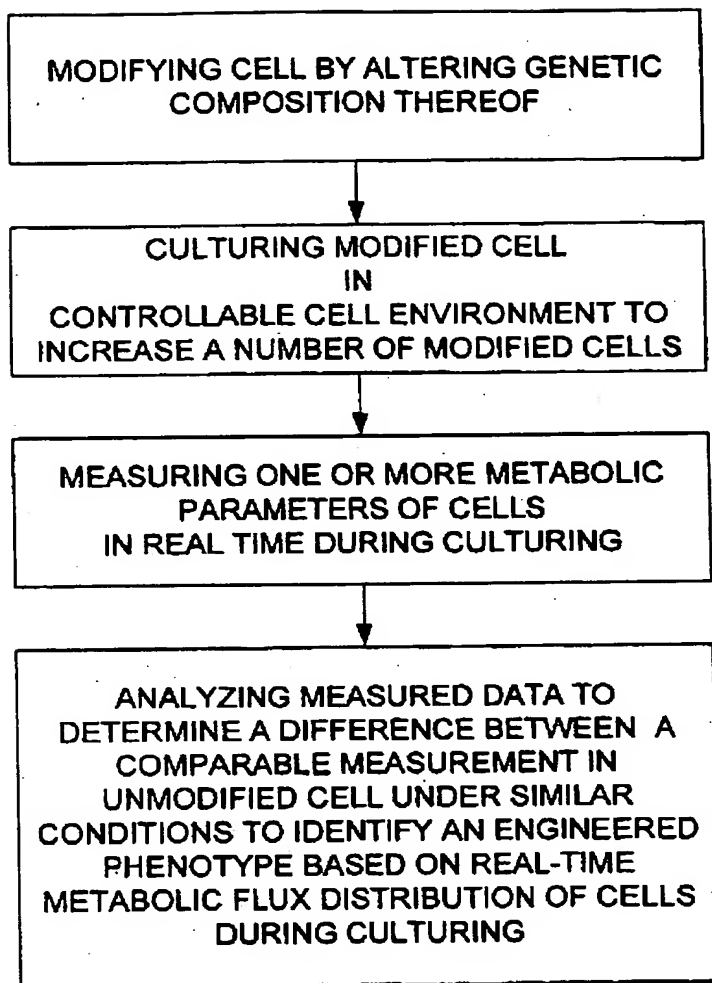 MODIFYING CELL BY ALTERING GENETIC
COMPOSITION THEREOF
CULTURING MODIFIED CELL
IN
CONTROLLABLE CELL ENVIRONMENT TO
INCREASE A NUMBER OF MODIFIED CELLS
MEASURING ONE OR MORE METABOLIC
PARAMETERS OF CELLS
IN REAL TIME DURING CULTURING
ANALYZING MEASURED DATA TO
DETERMINE A DIFFERENCE BETWEEN A
COMPARABLE MEASUREMENT IN
UNMODIFIED CELL UNDER SIMILAR
CONDITIONS TO IDENTIFY AN ENGINEERED
PHENOTYPE BASED ON REAL-TIME
METABOLIC FLUX DISTRIBUTION OF CELLS
DURING CULTURING